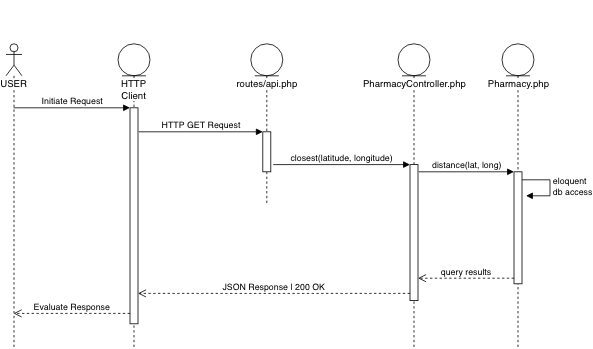 USER
HTTP
Client
routes/api.php
PharmacyController.php
Pharmacy.php
Initiate Request
HTTP GET Request
closest(latitude, longitude)
distance(lat, long)
eloquent
db access
query results
JSON Response | 200 OK
Evaluate Response